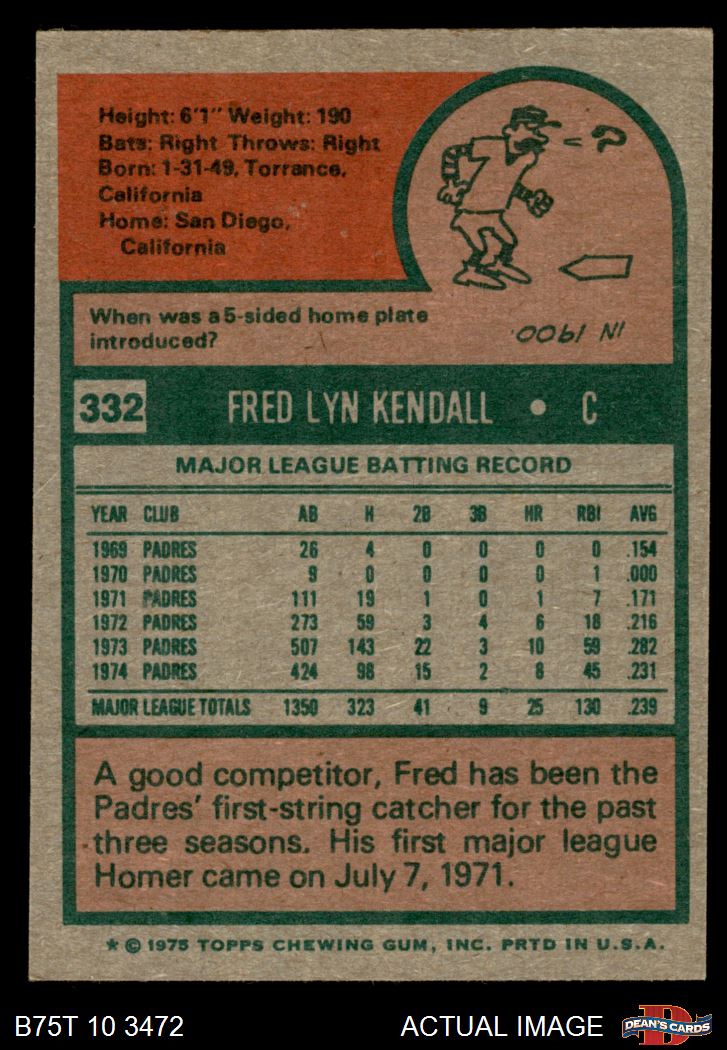 Height: 6'1" Weight: 190
Bats: Right Throws: Right
Born: 1-31-49, Torrance,
California
Home: San Diego,
California
?
When was a 5-sided home plate
introduced?
IN 1900.
332 FRED LYN KENDALL • C
MAJOR LEAGUE BATTING RECORD
YEAR CLUB AB H 2B 3B HR RBI AVG
1969 PADRES 26 4 0 0 0 0 .154
1970 PADRES 9 0 0 0 0 1 .000
1971 PADRES 111 19 1 0 1 7 .171
1972 PADRES 273 59 3 4 6 18 .216
1973 PADRES 507 143 22 3 10 59 .282
1974 PADRES 424 98 15 2 8 45 .231
MAJOR LEAGUE TOTALS 1350 323 41 9 25 130 .239
A good competitor, Fred has been the
Padres' first-string catcher for the past
three seasons. His first major league
Homer came on July 7, 1971.
* © 1975 TOPPS CHEWING GUM, INC. PRTD IN U.S.A.
B75T 10 3472 ACTUAL IMAGE
D
DEAN'S CARDS